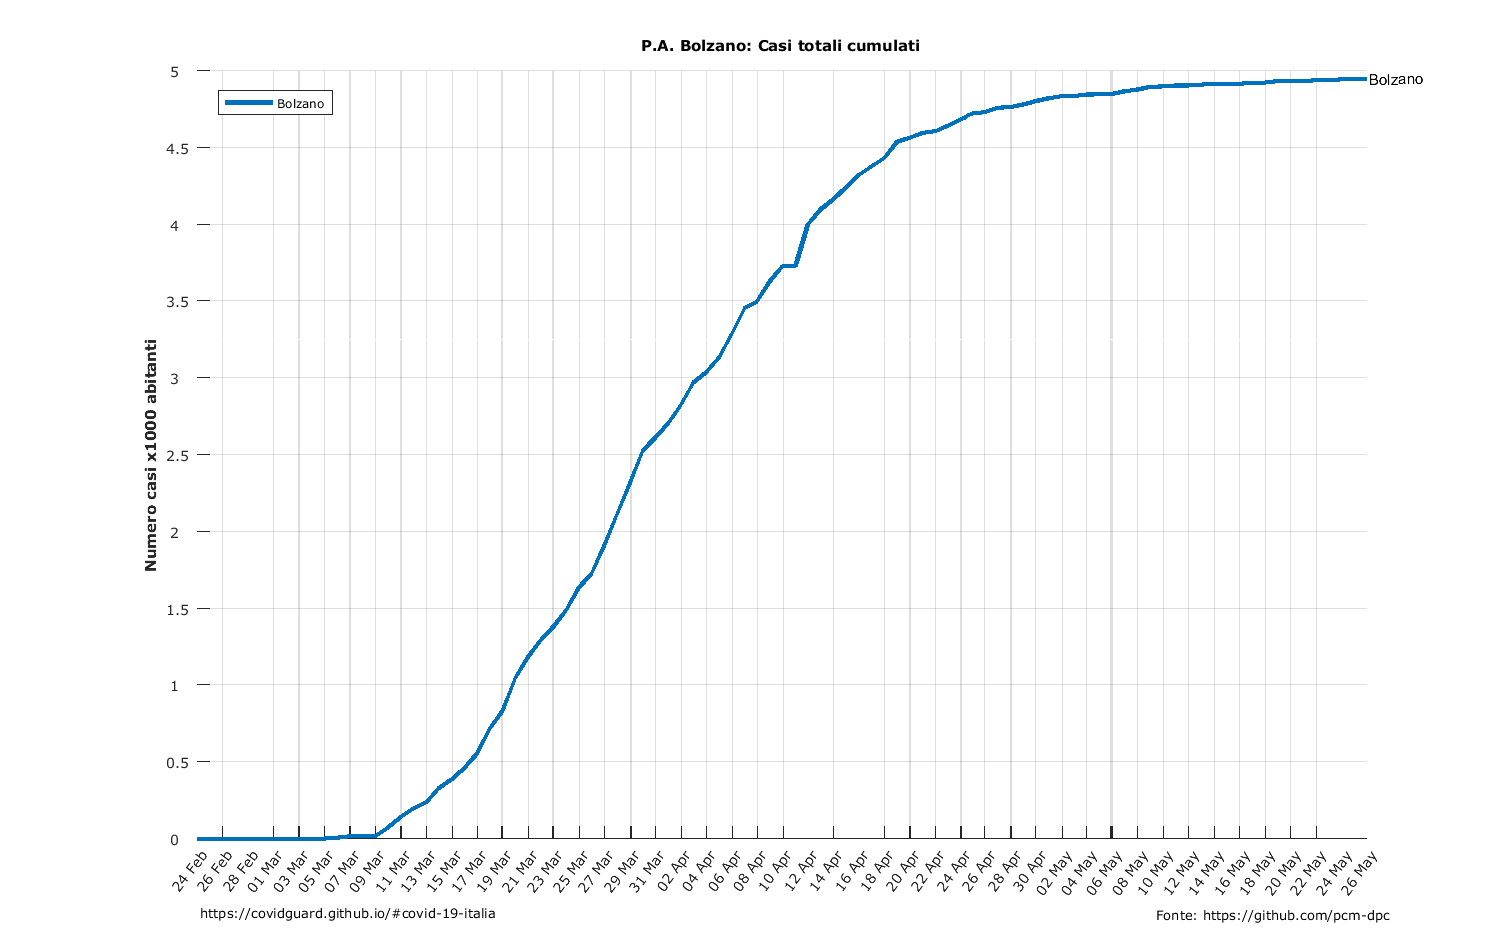 P.A. Bolzano: Casi totali cumulati
Bolzano
Bolzano
Numero casi x1000 abitanti
5
4.5
4
3.5
3
2.5
2
1.5
1
0.5
0
24 Feb
26 Feb
28 Feb
01 Mar
03 Mar
05 Mar
07 Mar
09 Mar
11 Mar
13 Mar
15 Mar
17 Mar
19 Mar
21 Mar
23 Mar
25 Mar
27 Mar
29 Mar
31 Mar
02 Apr
04 Apr
06 Apr
08 Apr
10 Apr
12 Apr
14 Apr
16 Apr
18 Apr
20 Apr
22 Apr
24 Apr
26 Apr
28 Apr
30 Apr
02 May
04 May
06 May
08 May
10 May
12 May
14 May
16 May
18 May
20 May
22 May
24 May
26 May
https://covidguard.github.io/#covid-19-italia
Fonte: https://github.com/pcm-dpc